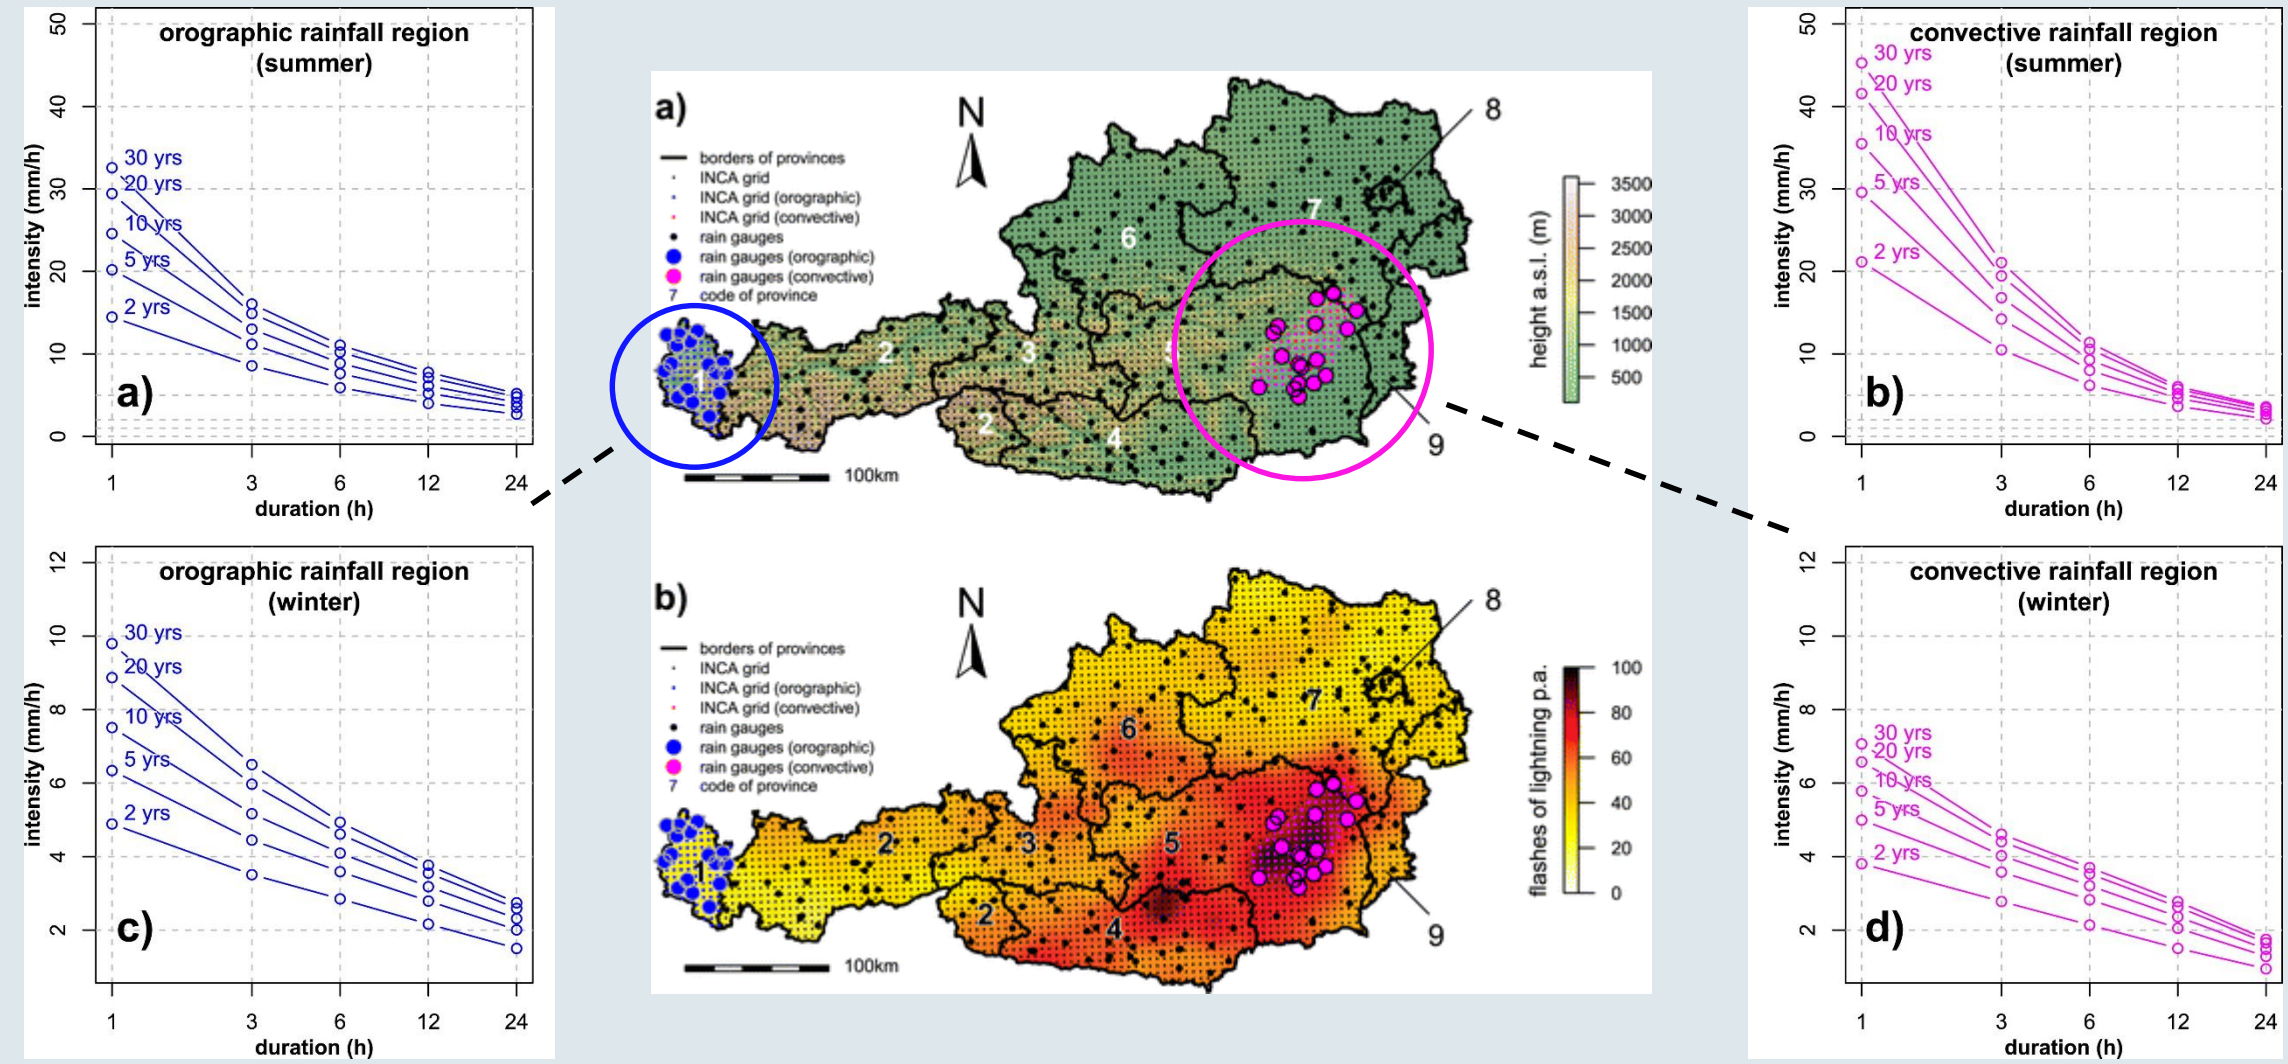 orographic rainfall region
(summer)
intensity (mm/h)
50
40
30
20
10
0
30 yrs
20 yrs
10 yrs
5 yrs
2 yrs
a)
1 3 6 12 24
duration (h)
orographic rainfall region
(winter)
intensity (mm/h)
12
10
8
6
4
2
30 yrs
20 yrs
10 yrs
5 yrs
2 yrs
c)
1 3 6 12 24
duration (h)
a)
N
borders of provinces
INCA grid
INCA grid (orographic)
INCA grid (convective)
rain gauges
rain gauges (orographic)
rain gauges (convective)
7 code of province
8
7
6
2
3
1
2
4
9
100km
height a.s.l. (m)
3500
3000
2500
2000
1500
1000
500
b)
N
borders of provinces
INCA grid
INCA grid (orographic)
INCA grid (convective)
rain gauges
rain gauges (orographic)
rain gauges (convective)
7 code of province
8
7
6
2
3
5
1
2
4
9
100km
flashes of lightning p.a.
100
80
60
40
20
0
convective rainfall region
(summer)
intensity (mm/h)
50
40
30
20
10
0
30 yrs
20 yrs
10 yrs
5 yrs
2 yrs
b)
1 3 6 12 24
duration (h)
convective rainfall region
(winter)
intensity (mm/h)
12
10
8
6
4
2
30 yrs
20 yrs
10 yrs
5 yrs
2 yrs
d)
1 3 6 12 24
duration (h)